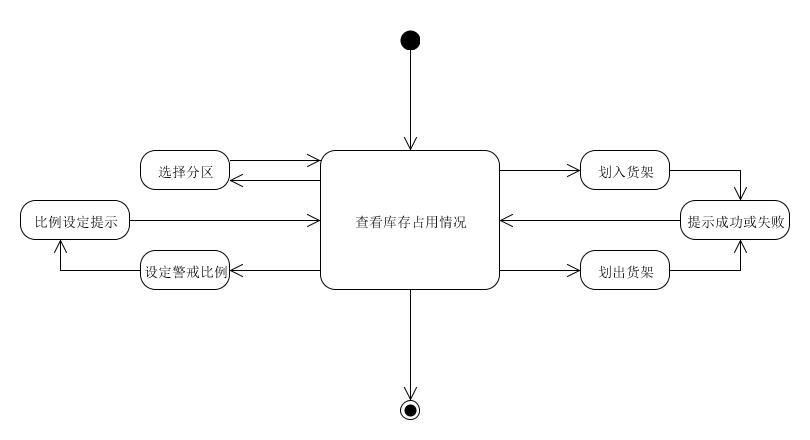 选择分区
划入货架
比例设定提示
查看库存占用情况
提示成功或失败
设定警戒比例
划出货架